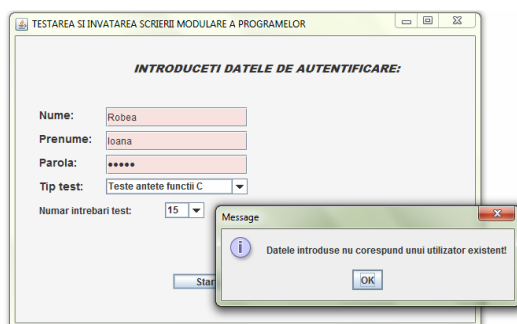 TESTAREA SI INVATAREA SCRIERII MODULARE A PROGRAMELOR
INTRODUCETI DATELE DE AUTENTIFICARE:
Nume: Robea
Prenume: Ioana
Parola: •••••
Tip test: Teste antete functii C
Numar intrebari test: 15
Message
Datele introduse nu corespund unui utilizator existent!
OK